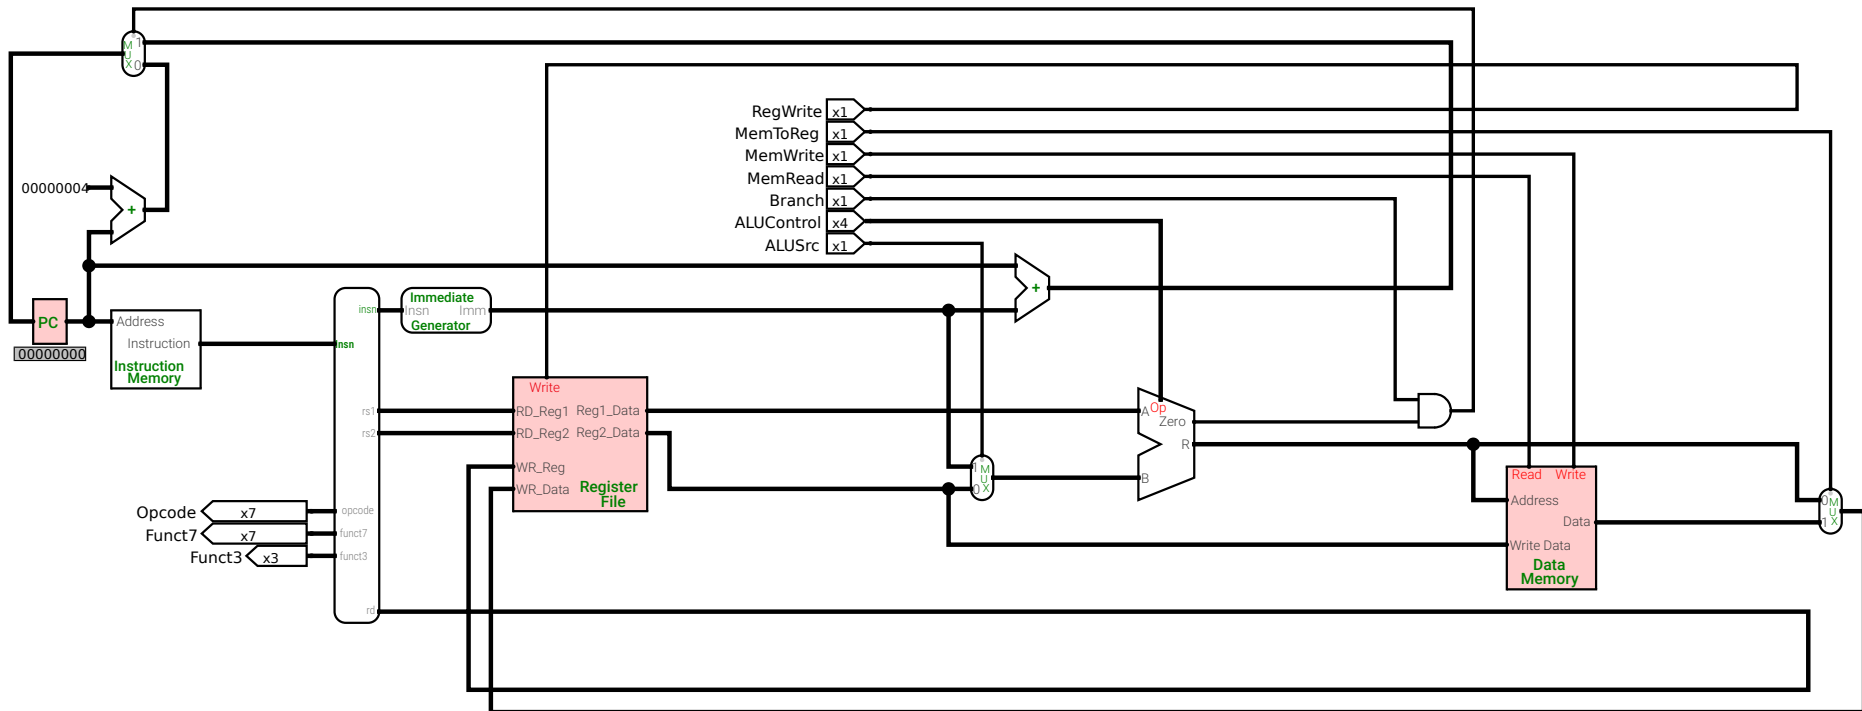 M
U
X
1
0
RegWrite x1
MemToReg x1
MemWrite x1
MemRead x1
Branch x1
ALUControl x4
ALUSrc x1
00000004
+
+
PC
00000000
Address
Instruction
Instruction
Memory
insn
Insn
Immediate
Insn Imm
Generator
rs1
rs2
opcode
funct7
funct3
rd
Opcode x7
Funct7 x7
Funct3 x3
Write
RD_Reg1 Reg1_Data
RD_Reg2 Reg2_Data
WR_Reg
WR_Data
Register
File
1
0
M
U
X
A
Op
Zero
R
B
Read Write
Address
Data
Write Data
Data
Memory
0
1
M
U
X